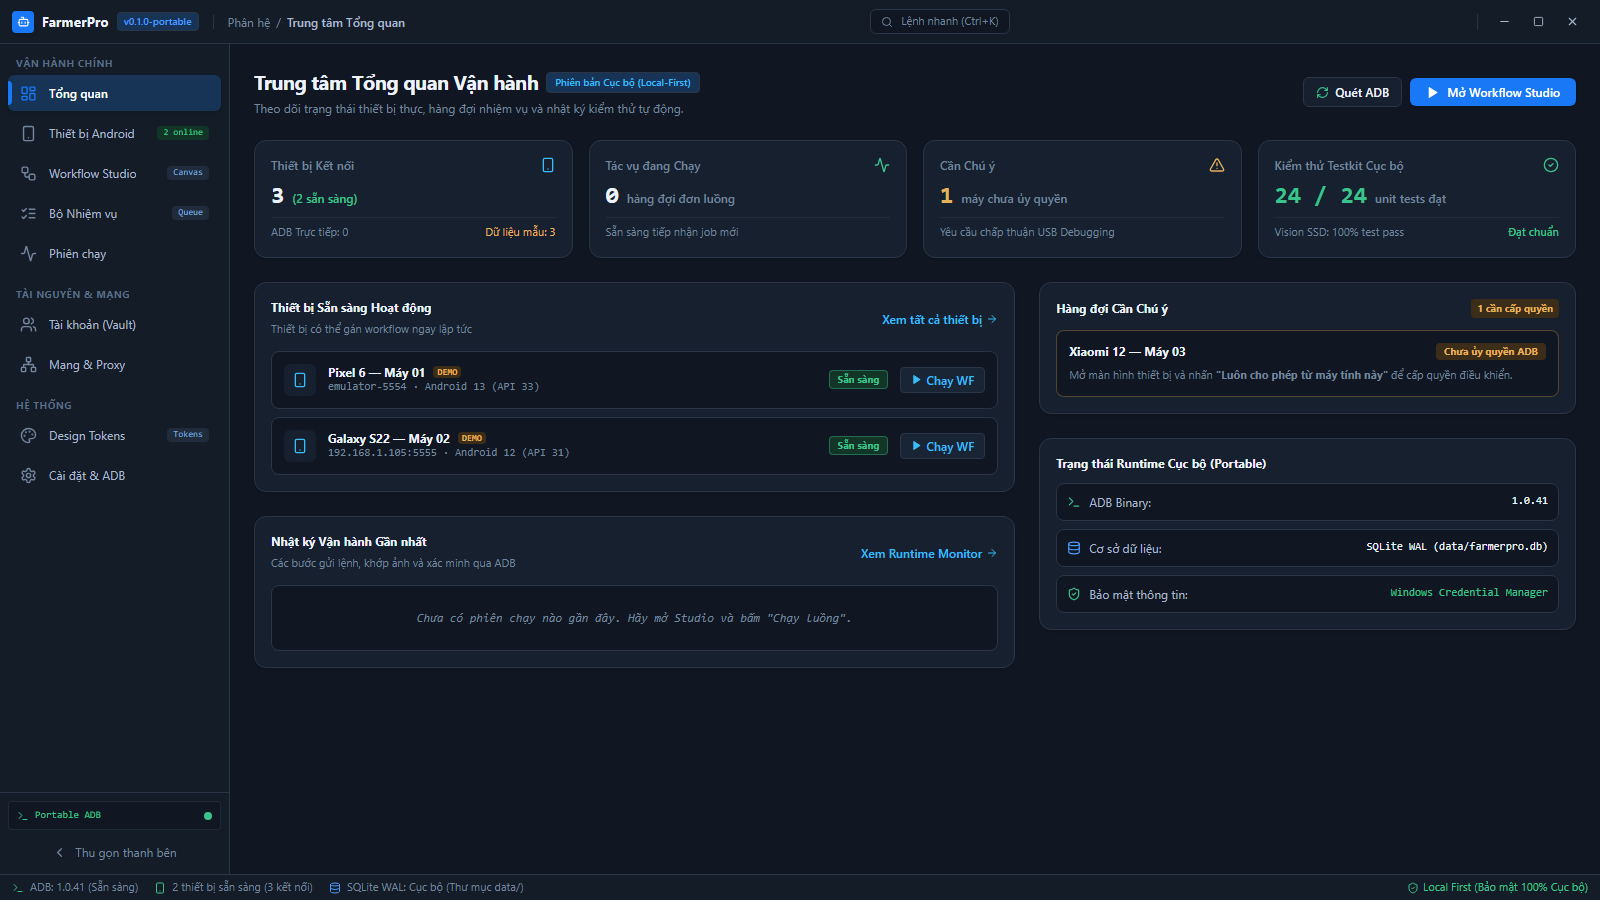 FarmerPro v0.1.0-portable Phân hệ / Trung tâm Tổng quan Lệnh nhanh (Ctrl+K)
VẬN HÀNH CHÍNH
Tổng quan
Thiết bị Android 2 online
Workflow Studio Canvas
Bộ Nhiệm vụ Queue
Phiên chạy
TÀI NGUYÊN & MẠNG
Tài khoản (Vault)
Mạng & Proxy
HỆ THỐNG
Design Tokens Tokens
Cài đặt & ADB
Portable ADB
Thu gọn thanh bên
Trung tâm Tổng quan Vận hành Phiên bản Cục bộ (Local-First)
Theo dõi trạng thái thiết bị thực, hàng đợi nhiệm vụ và nhật ký kiểm thử tự động.
Quét ADB
Mở Workflow Studio
Thiết bị Kết nối
3 (2 sẵn sàng)
ADB Trực tiếp: 0 Dữ liệu mẫu: 3
Tác vụ đang Chạy
0 hàng đợi đơn luồng
Sẵn sàng tiếp nhận job mới
Cần Chú ý
1 máy chưa ủy quyền
Yêu cầu chấp thuận USB Debugging
Kiểm thử Testkit Cục bộ
24 / 24 unit tests đạt
Vision SSD: 100% test pass Đạt chuẩn
Thiết bị Sẵn sàng Hoạt động
Thiết bị có thể gán workflow ngay lập tức
Xem tất cả thiết bị
Pixel 6 — Máy 01 DEMO
emulator-5554 · Android 13 (API 33)
Sẵn sàng
Chạy WF
Galaxy S22 — Máy 02 DEMO
192.168.1.105:5555 · Android 12 (API 31)
Sẵn sàng
Chạy WF
Nhật ký Vận hành Gần nhất
Các bước gửi lệnh, khớp ảnh và xác minh qua ADB
Xem Runtime Monitor
Chưa có phiên chạy nào gần đây. Hãy mở Studio và bấm "Chạy luồng".
Hàng đợi Cần Chú ý 1 cần cấp quyền
Xiaomi 12 — Máy 03 Chưa ủy quyền ADB
Mở màn hình thiết bị và nhấn "Luôn cho phép từ máy tính này" để cấp quyền điều khiển.
Trạng thái Runtime Cục bộ (Portable)
ADB Binary: 1.0.41
Cơ sở dữ liệu: SQLite WAL (data/farmerpro.db)
Bảo mật thông tin: Windows Credential Manager
ADB: 1.0.41 (Sẵn sàng) 2 thiết bị sẵn sàng (3 kết nối) SQLite WAL: Cục bộ (Thư mục data/) Local First (Bảo mật 100% Cục bộ)